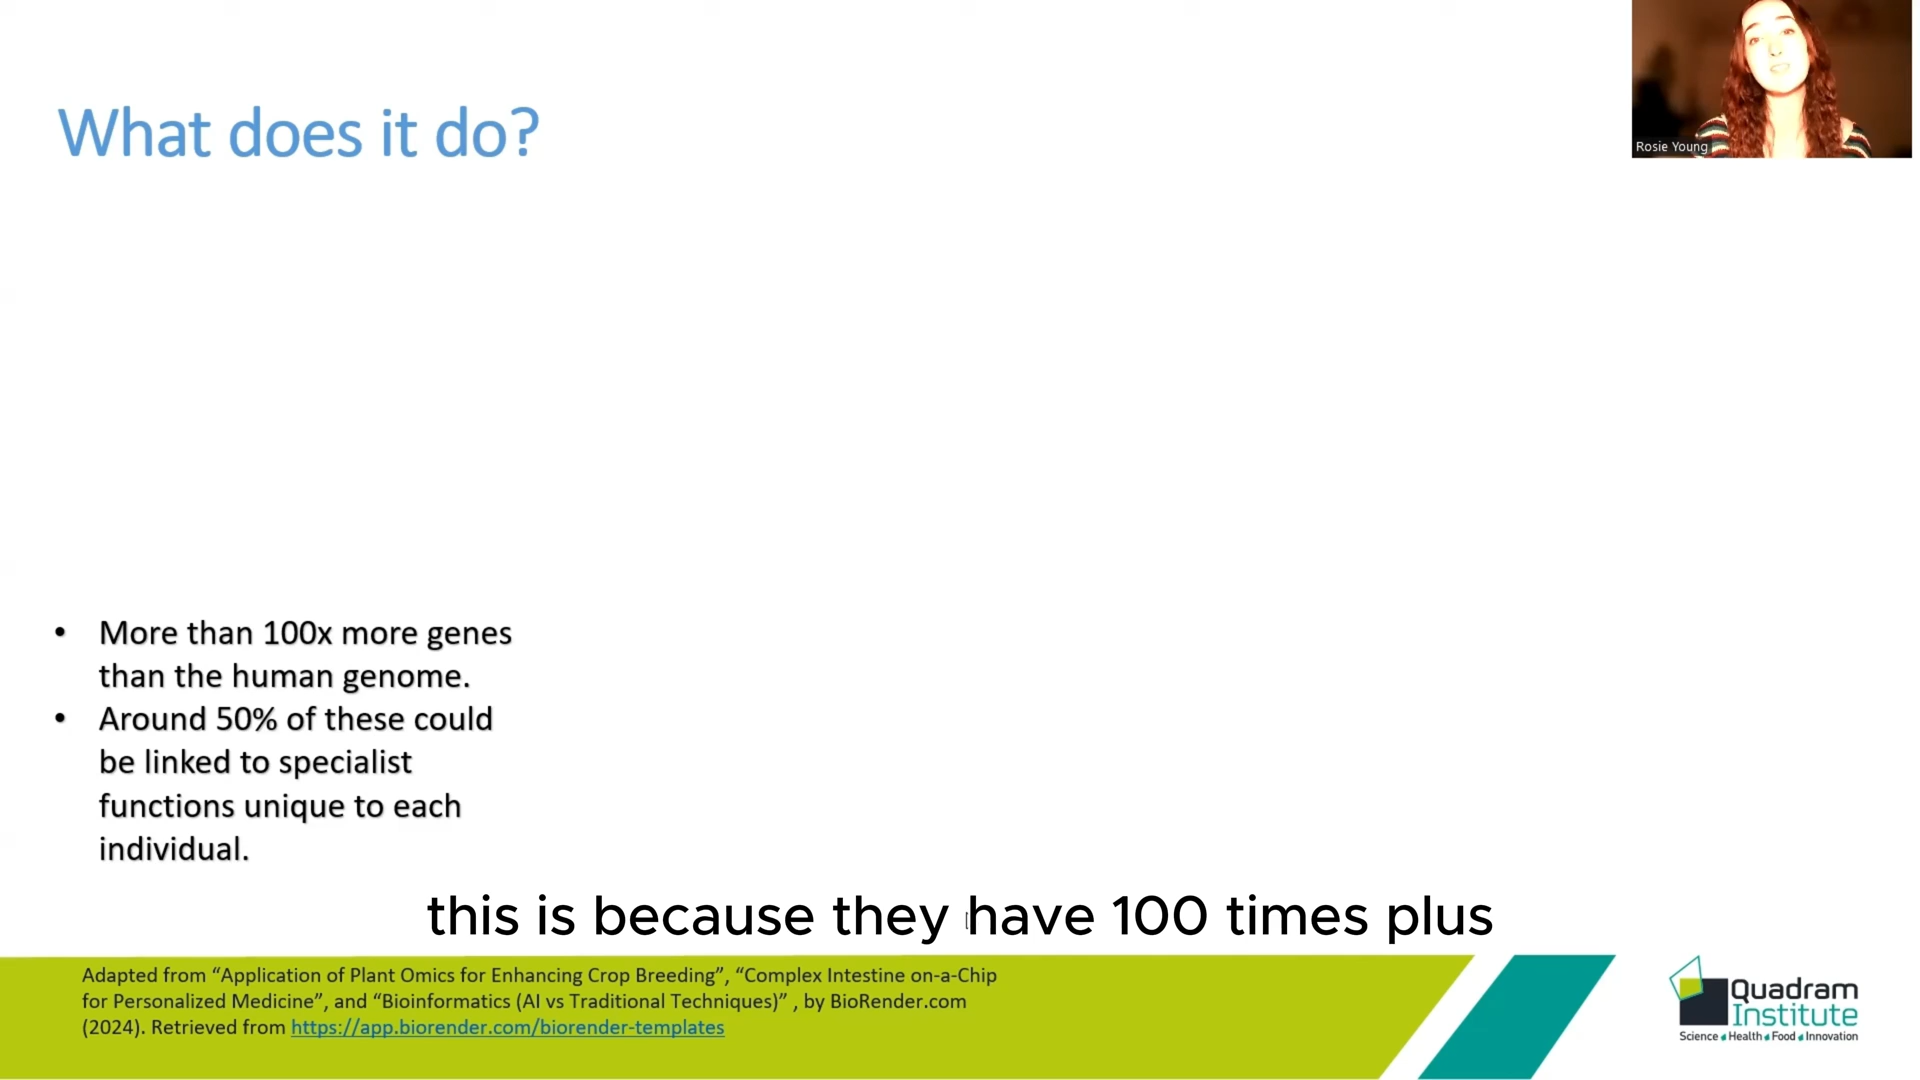 What does it do?
Rosie Young
• More than 100x more genes
than the human genome.
• Around 50% of these could
be linked to specialist
functions unique to each
individual.
this is because they have 100 times plus
Adapted from “Application of Plant Omics for Enhancing Crop Breeding”, “Complex Intestine on-a-Chip
for Personalized Medicine”, and “Bioinformatics (AI vs Traditional Techniques)” , by BioRender.com
(2024). Retrieved from https://app.biorender.com/biorender-templates
Quadram
Institute
Science Health Food Innovation